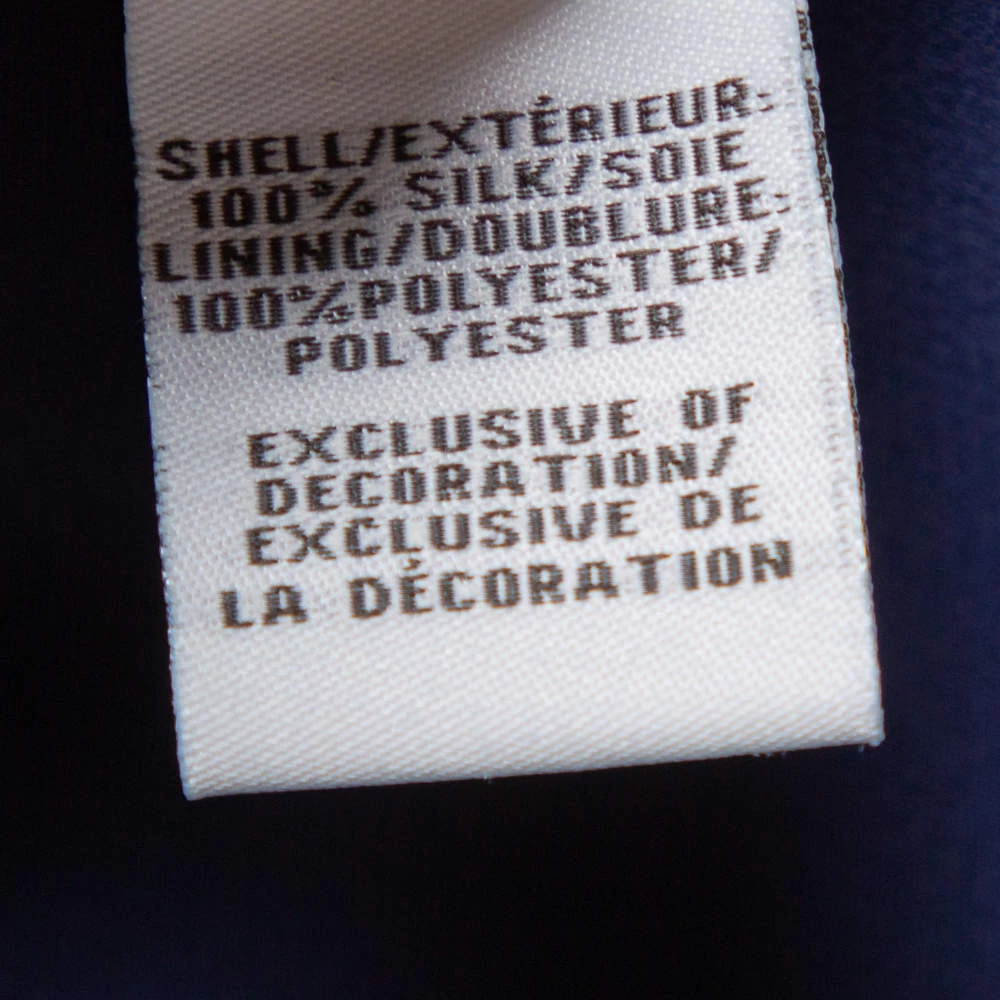 SHELL/EXTÉRIEUR:
100% SILK/SOIE
LINING/DOUBLURE:
100%POLYESTER/
POLYESTER
EXCLUSIVE OF
DECORATION/
EXCLUSIVE DE
LA DÉCORATION